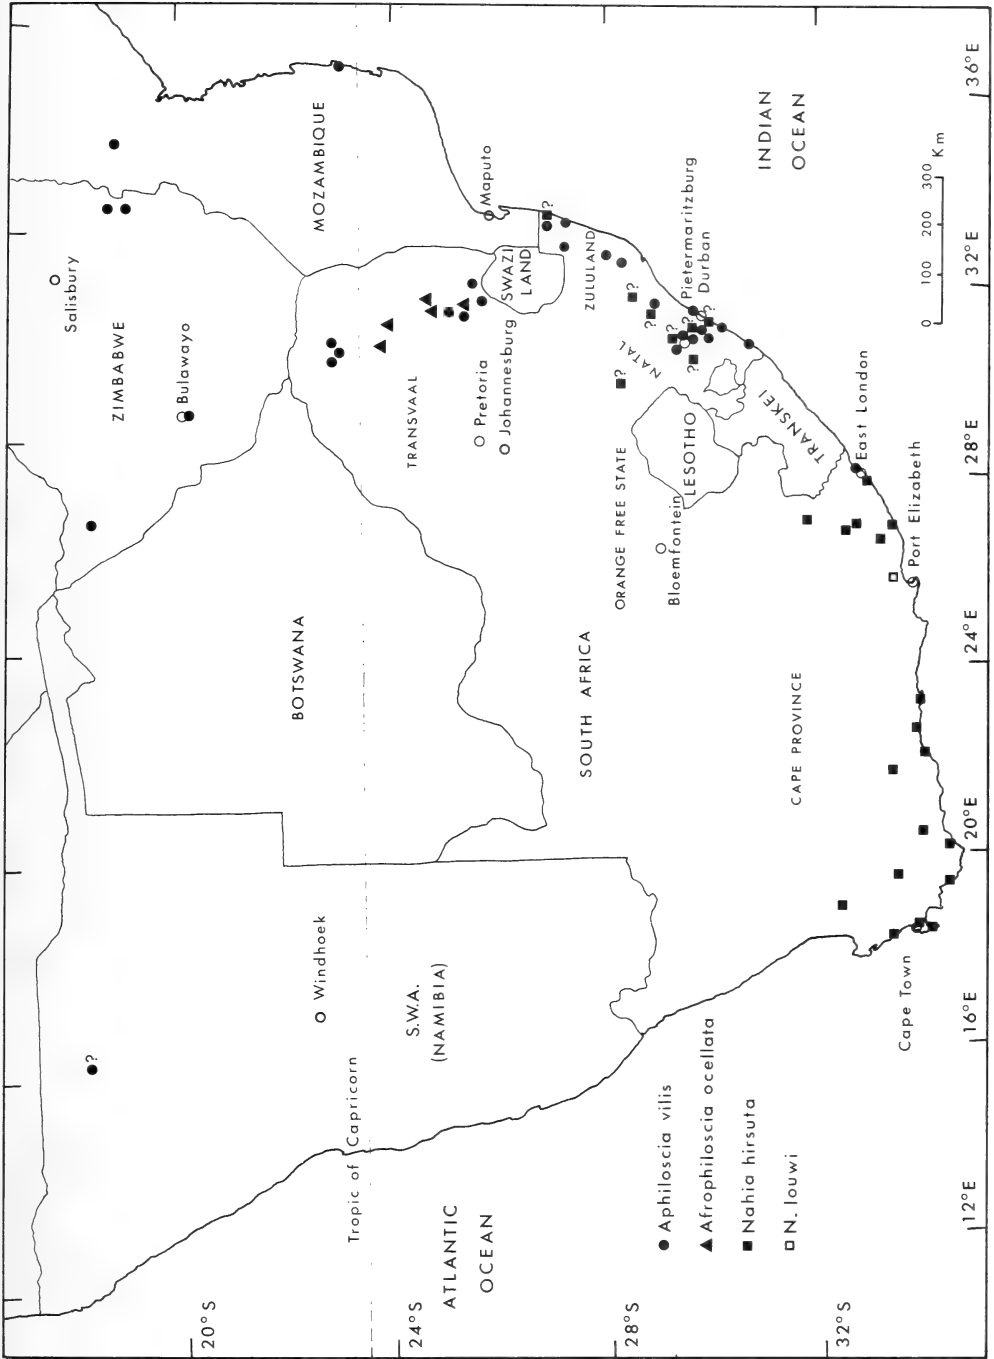 ZIMBABWE
Salisbury
Bulawayo
MOZAMBIQUE
Maputo
BOTSWANA
TRANSVAAL
Pretoria
Johannesburg
SWAZI
LAND
ZULULAND
NATAL
Pietermaritzburg
Durban
ORANGE FREE STATE
Bloemfontein
LESOTHO
TRANSKEI
SOUTH AFRICA
CAPE PROVINCE
East London
Port Elizabeth
Cape Town
Windhoek
S.W.A.
(NAMIBIA)
Tropic of Capricorn
ATLANTIC
OCEAN
INDIAN
OCEAN
?
?
?
?
?
?
?
?
?
?
0 100 200 300 Km
Aphiloscia vilis
Afrophiloscia ocellata
Nahia hirsuta
N. louwi
20°S
24°S
28°S
32°S
12°E
16°E
20°E
24°E
28°E
32°E
36°E